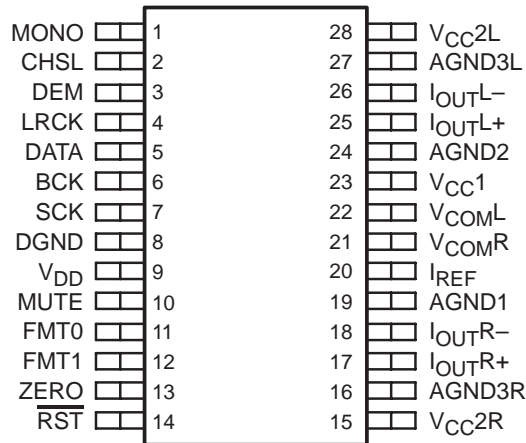 MONO 1 28 VCC2L
CHSL 2 27 AGND3L
DEM 3 26 IOUTL–
LRCK 4 25 IOUTL+
DATA 5 24 AGND2
BCK 6 23 VCC1
SCK 7 22 VCOML
DGND 8 21 VCOMR
VDD 9 20 IREF
MUTE 10 19 AGND1
FMT0 11 18 IOUTR–
FMT1 12 17 IOUTR+
ZERO 13 16 AGND3R
RST 14 15 VCC2R